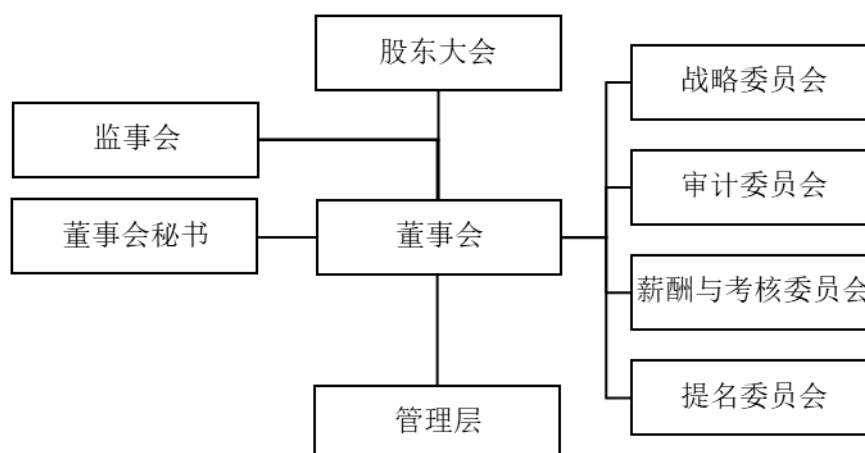 股东大会
战略委员会
监事会
审计委员会
董事会秘书
董事会
薪酬与考核委员会
提名委员会
管理层